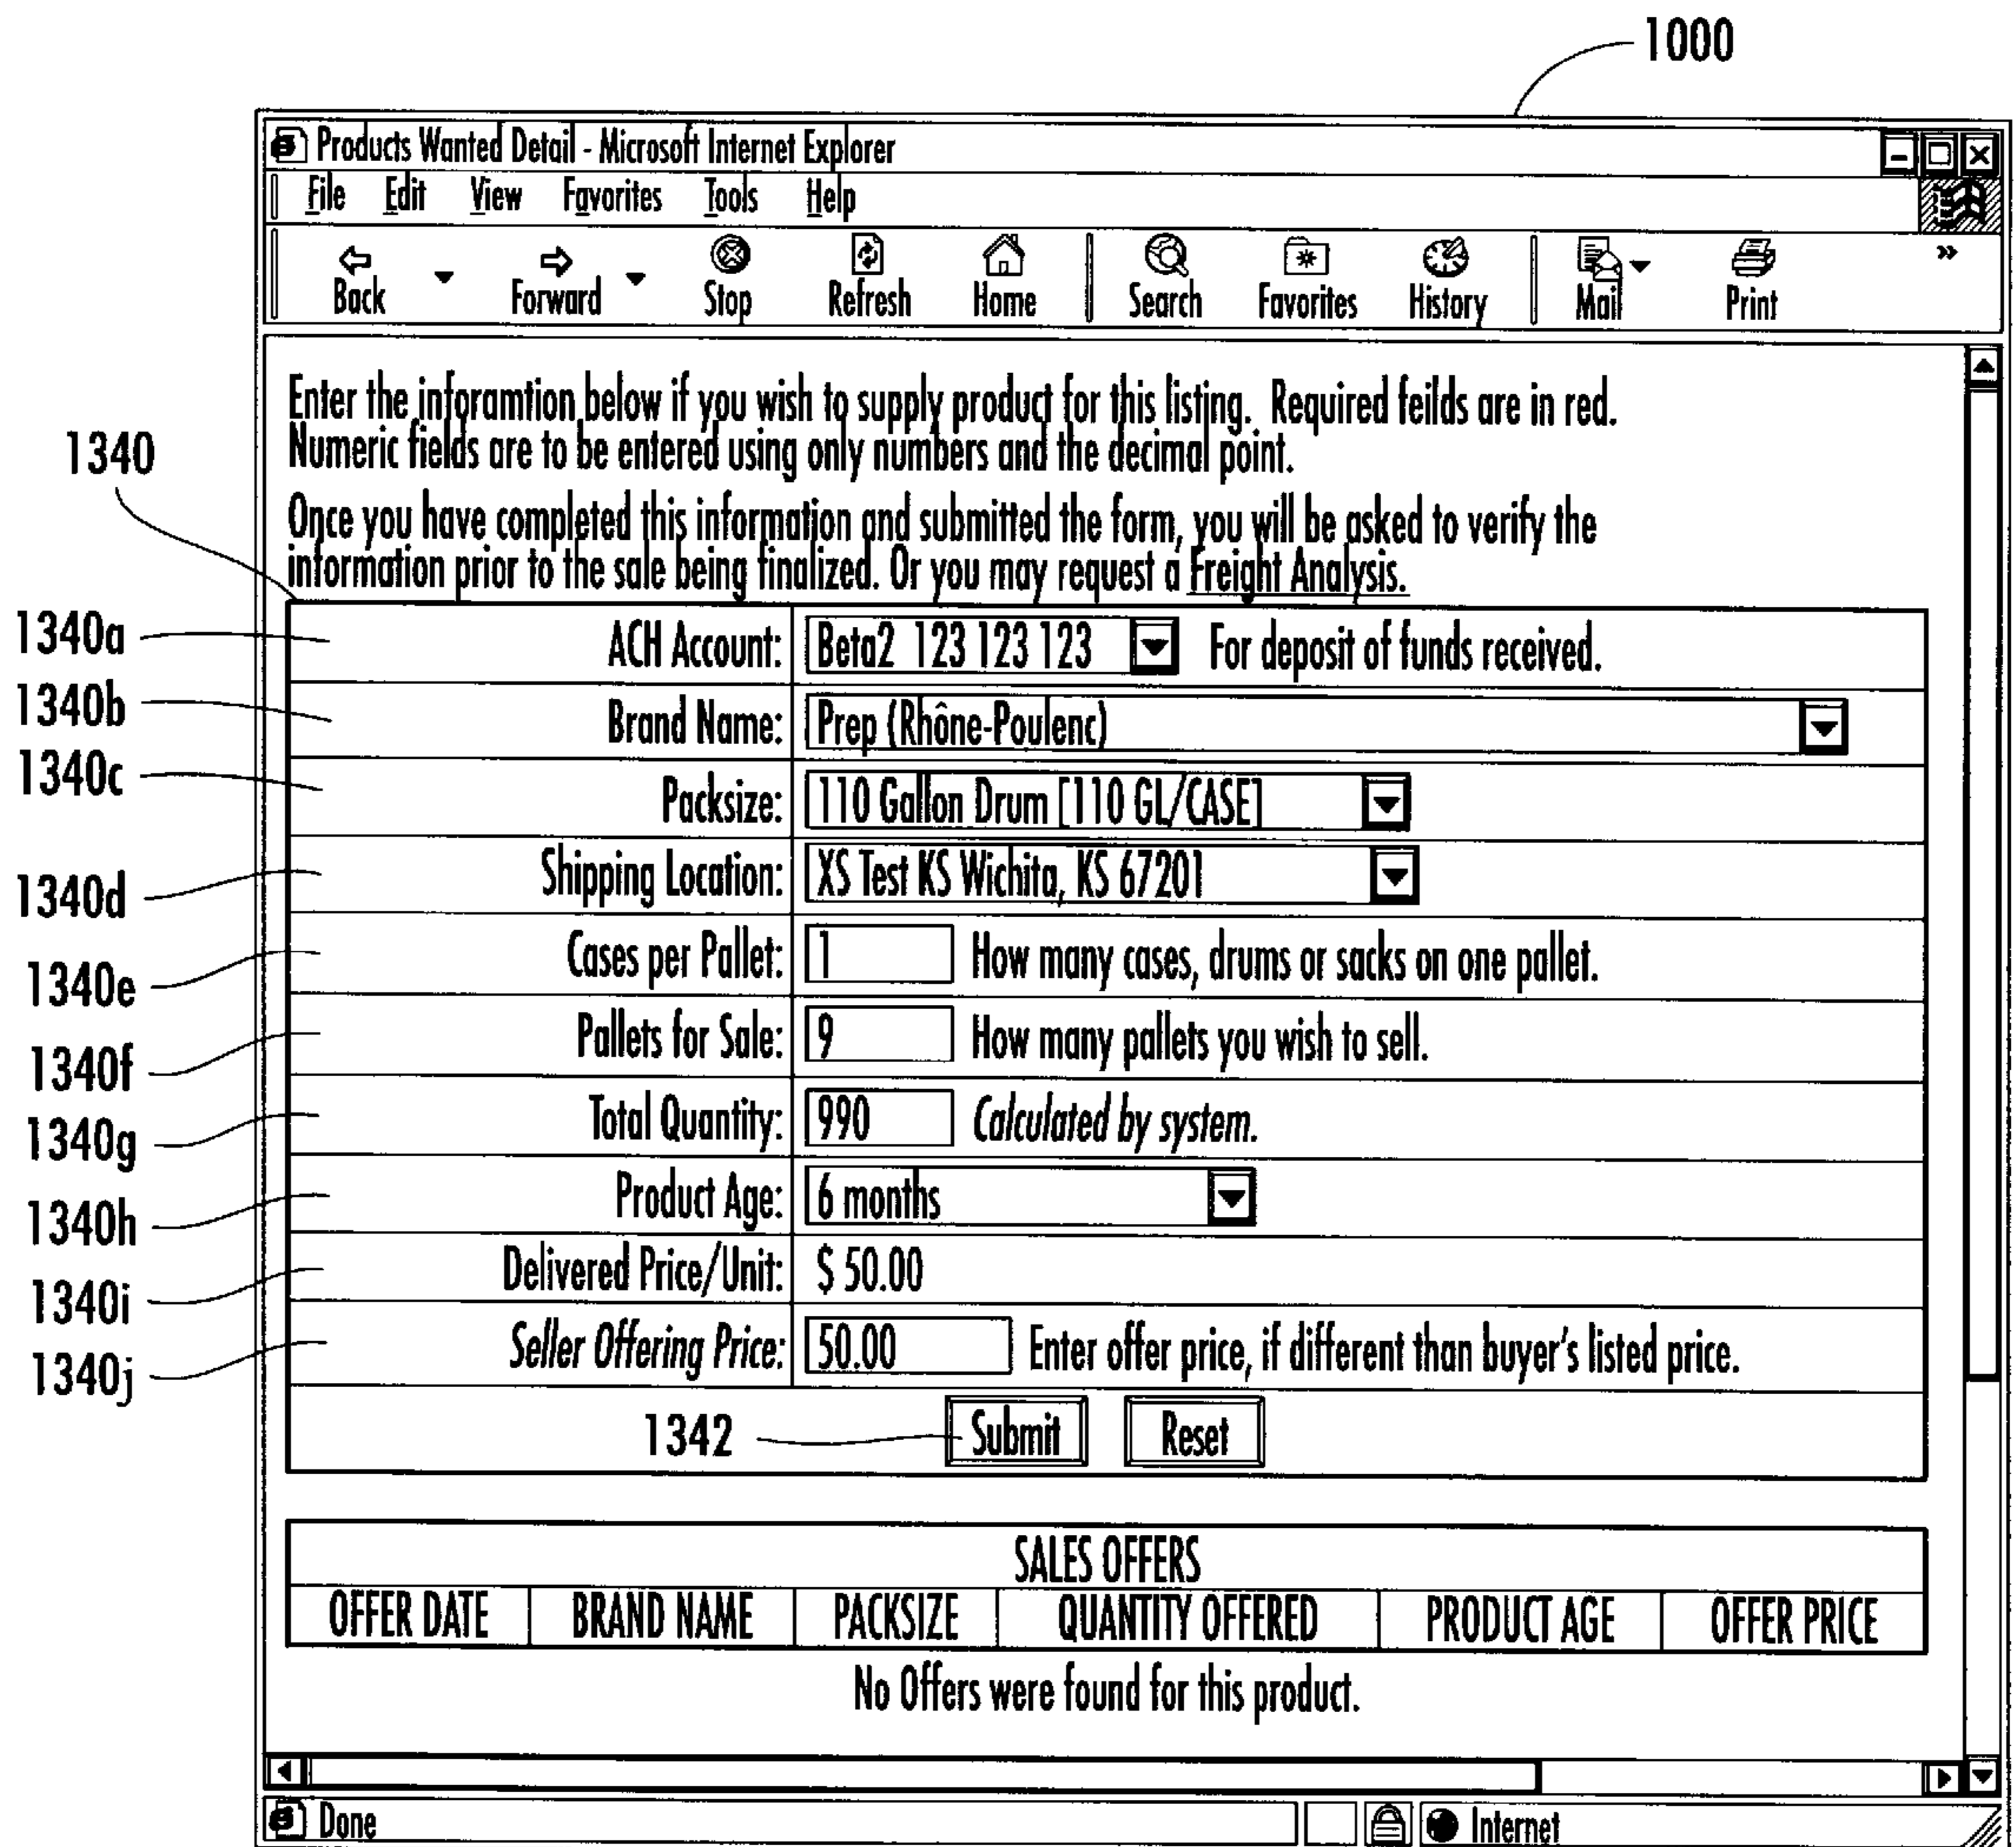 1000
Products Wanted Detail - Microsoft Internet Explorer
File Edit View Favorites Tools Help
Back Forward Stop Refresh Home Search Favorites History Mail Print »
Enter the inforamtion below if you wish to supply product for this listing. Required feilds are in red.
Numeric fields are to be entered using only numbers and the decimal point.
1340
Once you have completed this information and submitted the form, you will be asked to verify the
information prior to the sale being finalized. Or you may request a Freight Analysis.
1340a ACH Account: Beta2 123 123 123 For deposit of funds received.
1340b Brand Name: Prep (Rhône-Poulenc)
1340c Packsize: 110 Gallon Drum [110 GL/CASE]
1340d Shipping Location: XS Test KS Wichita, KS 67201
1340e Cases per Pallet: 1 How many cases, drums or sacks on one pallet.
1340f Pallets for Sale: 9 How many pallets you wish to sell.
1340g Total Quantity: 990 Calculated by system.
1340h Product Age: 6 months
1340i Delivered Price/Unit: $ 50.00
1340j Seller Offering Price: 50.00 Enter offer price, if different than buyer's listed price.
1342 Submit Reset
SALES OFFERS
OFFER DATE BRAND NAME PACKSIZE QUANTITY OFFERED PRODUCT AGE OFFER PRICE
No Offers were found for this product.
Done Internet